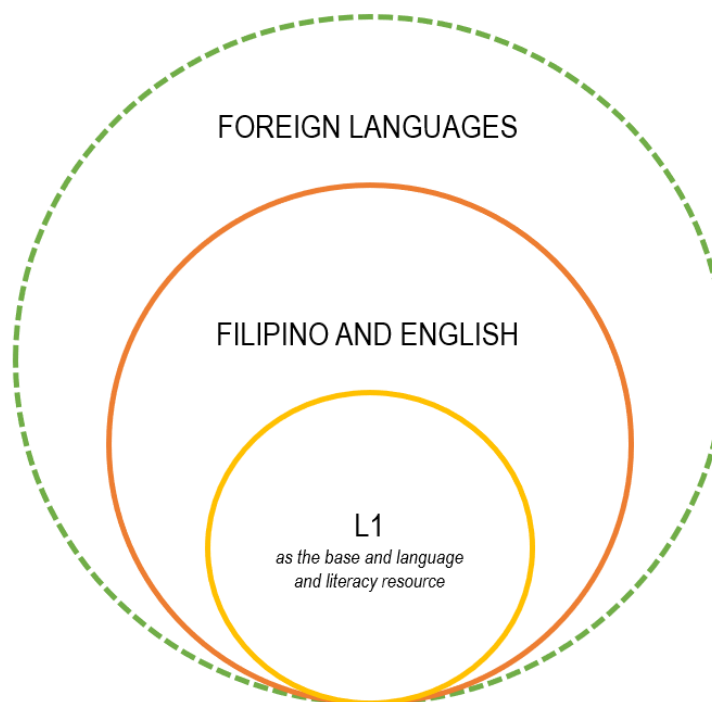 FOREIGN LANGUAGES
FILIPINO AND ENGLISH
L1
as the base and language
and literacy resource